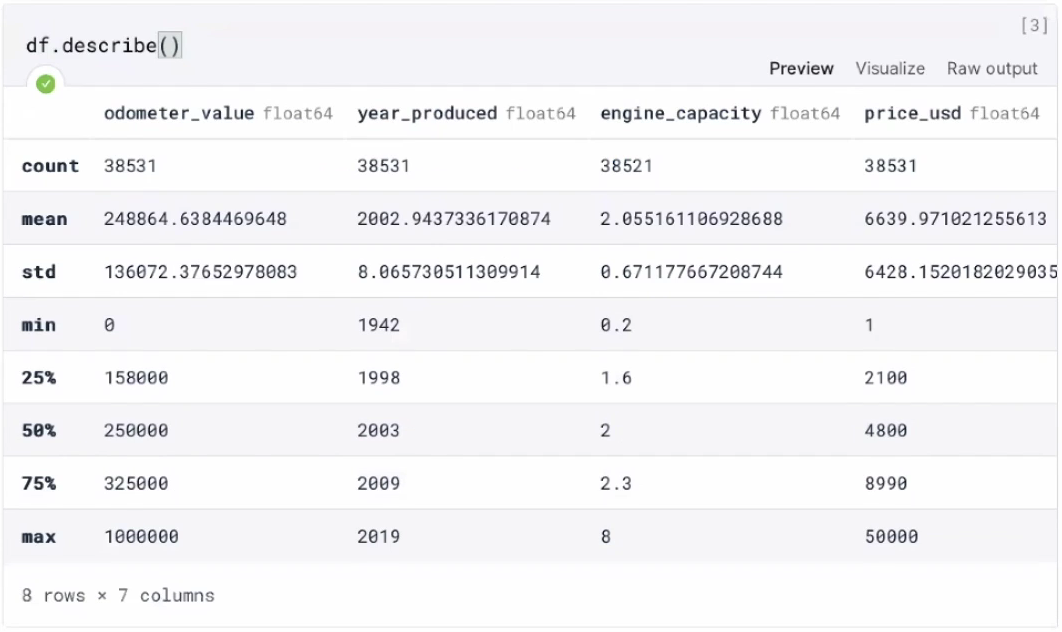 [3]
df.describe()
Preview Visualize Raw output
odometer_value float64 year_produced float64 engine_capacity float64 price_usd float64
count 38531 38531 38521 38531
mean 248864.6384469648 2002.9437336170874 2.055161106928688 6639.971021255613
std 136072.37652978083 8.065730511309914 0.671177667208744 6428.1520182029035
min 0 1942 0.2 1
25% 158000 1998 1.6 2100
50% 250000 2003 2 4800
75% 325000 2009 2.3 8990
max 1000000 2019 8 50000
8 rows × 7 columns